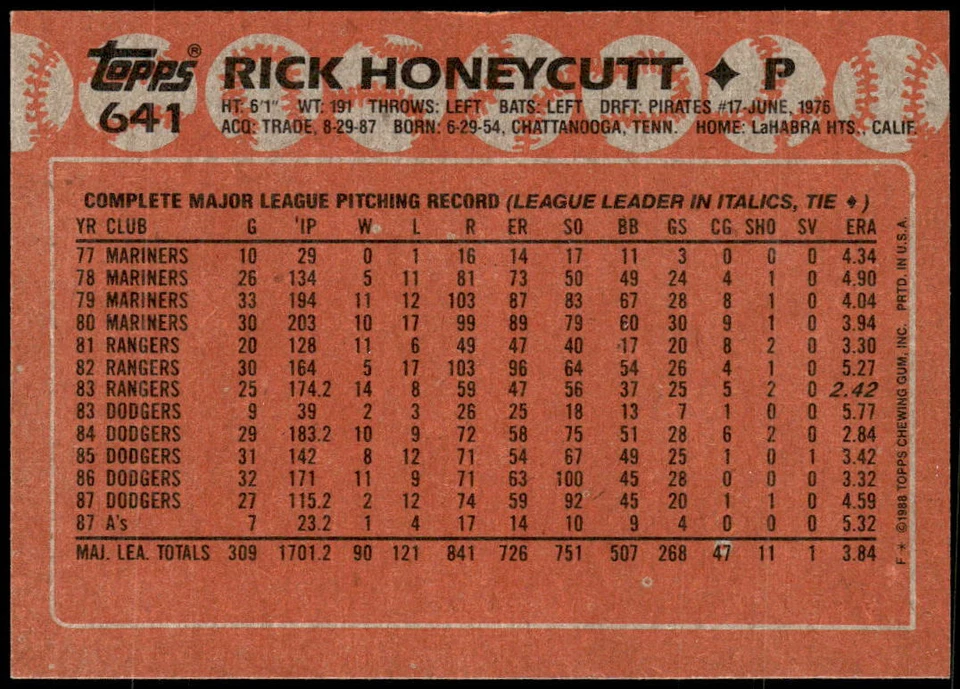 Topps®
641
RICK HONEYCUTT ✦ P
HT: 6'1" WT: 191 THROWS: LEFT BATS: LEFT DRFT: PIRATES #17-JUNE, 1976
ACQ: TRADE, 8-29-87 BORN: 6-29-54, CHATTANOOGA, TENN. HOME: LaHABRA HTS., CALIF.
COMPLETE MAJOR LEAGUE PITCHING RECORD (LEAGUE LEADER IN ITALICS, TIE ♦)
YR CLUB G IP W L R ER SO BB GS CG SHO SV ERA
77 MARINERS 10 29 0 1 16 14 17 11 3 0 0 0 4.34
78 MARINERS 26 134 5 11 81 73 50 49 24 4 1 0 4.90
79 MARINERS 33 194 11 12 103 87 83 67 28 8 1 0 4.04
80 MARINERS 30 203 10 17 99 89 79 60 30 9 1 0 3.94
81 RANGERS 20 128 11 6 49 47 40 17 20 8 2 0 3.30
82 RANGERS 30 164 5 17 103 96 64 54 26 4 1 0 5.27
83 RANGERS 25 174.2 14 8 59 47 56 37 25 5 2 0 2.42
83 DODGERS 9 39 2 3 26 25 18 13 7 1 0 0 5.77
84 DODGERS 29 183.2 10 9 72 58 75 51 28 6 2 0 2.84
85 DODGERS 31 142 8 12 71 54 67 49 25 1 0 1 3.42
86 DODGERS 32 171 11 9 71 63 100 45 28 0 0 0 3.32
87 DODGERS 27 115.2 2 12 74 59 92 45 20 1 1 0 4.59
87 A's 7 23.2 1 4 17 14 10 9 4 0 0 0 5.32
MAJ. LEA. TOTALS 309 1701.2 90 121 841 726 751 507 268 47 11 1 3.84
F * ©1988 TOPPS CHEWING GUM, INC. PRTD. IN U.S.A.